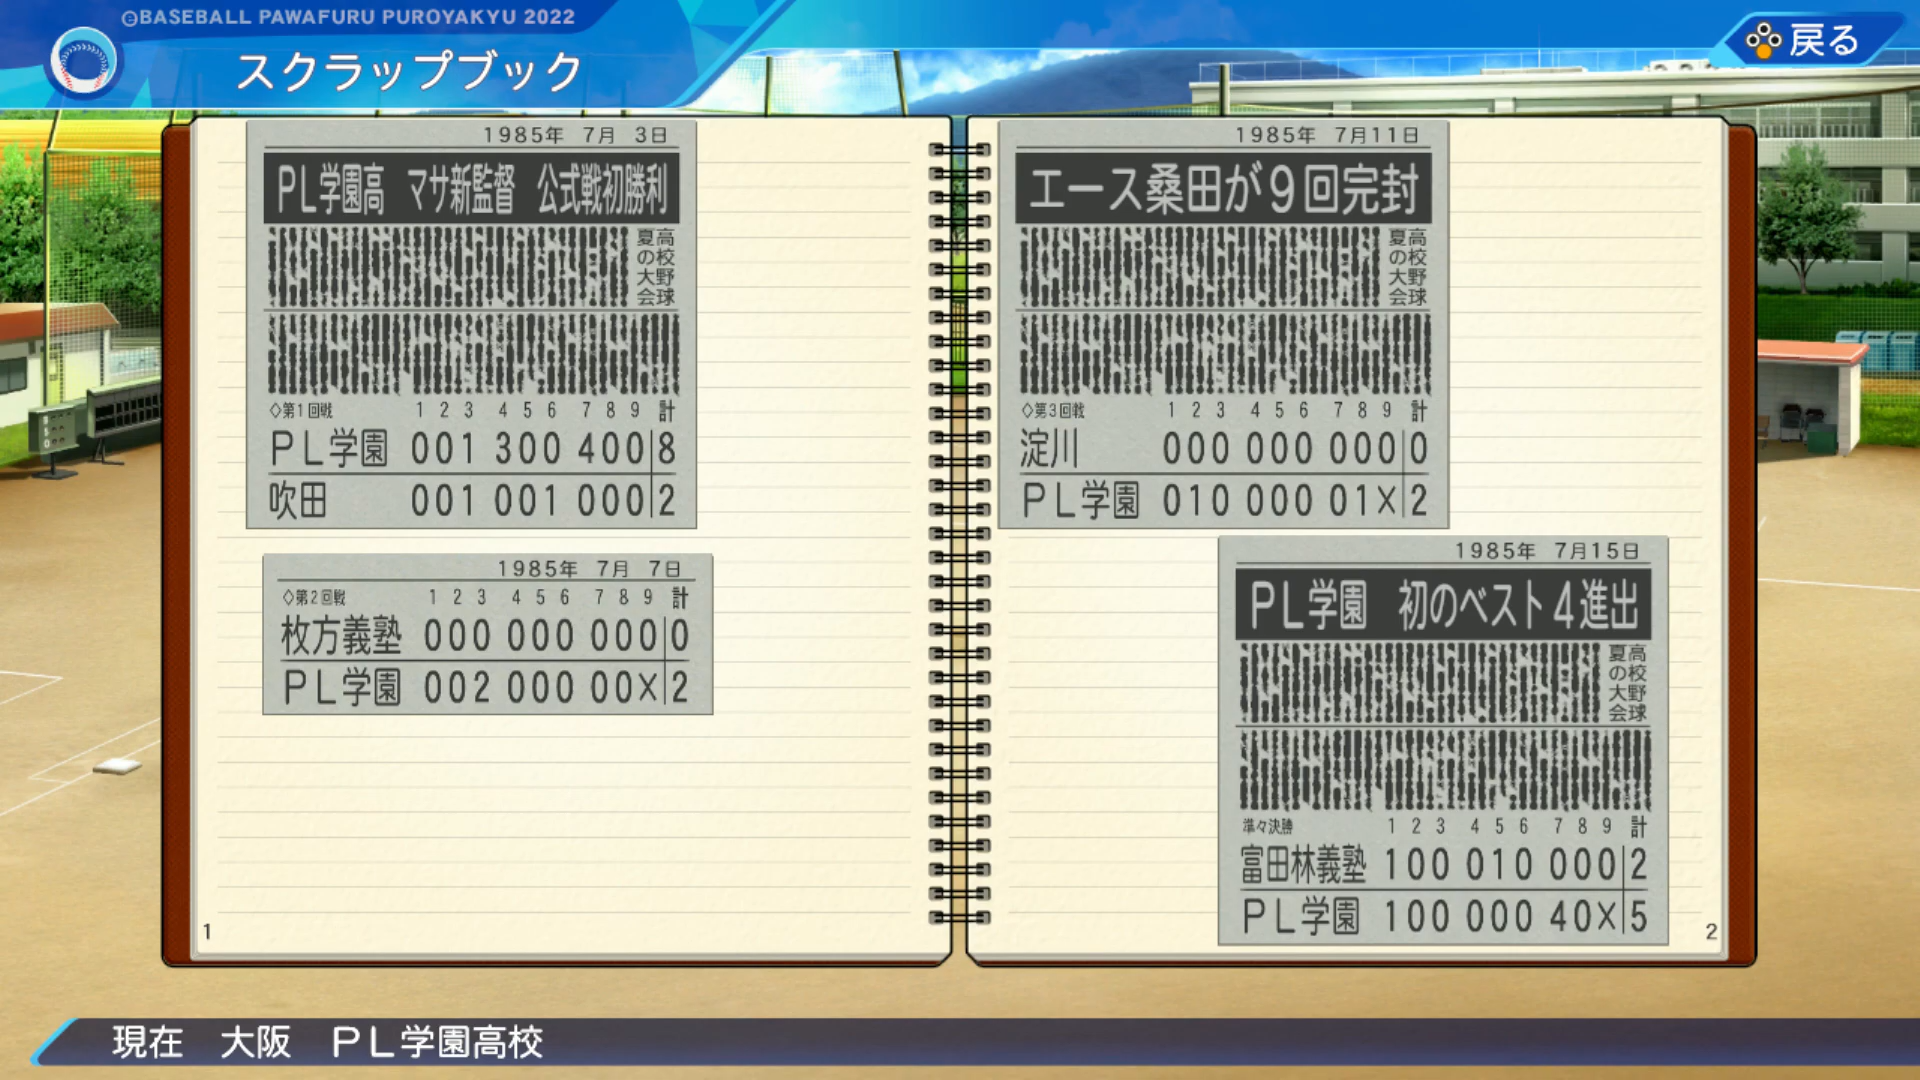 ©BASEBALL PAWAFURU PUROYAKYU 2022
スクラップブック
戻る
1985年 7月 3日
PL学園高 マサ新監督 公式戦初勝利
高校野球
夏の大会
◇第1回戦 1 2 3 4 5 6 7 8 9 計
PL学園 001 300 400 8
吹田 001 001 000 2
1985年 7月 7日
◇第2回戦 1 2 3 4 5 6 7 8 9 計
枚方義塾 000 000 000 0
PL学園 002 000 00X 2
1
1985年 7月11日
エース桑田が9回完封
高校野球
夏の大会
◇第3回戦 1 2 3 4 5 6 7 8 9 計
淀川 000 000 000 0
PL学園 010 000 01X 2
1985年 7月15日
PL学園 初のベスト4進出
高校野球
夏の大会
準々決勝 1 2 3 4 5 6 7 8 9 計
富田林義塾 100 010 000 2
PL学園 100 000 40X 5
2
現在 大阪 PL学園高校